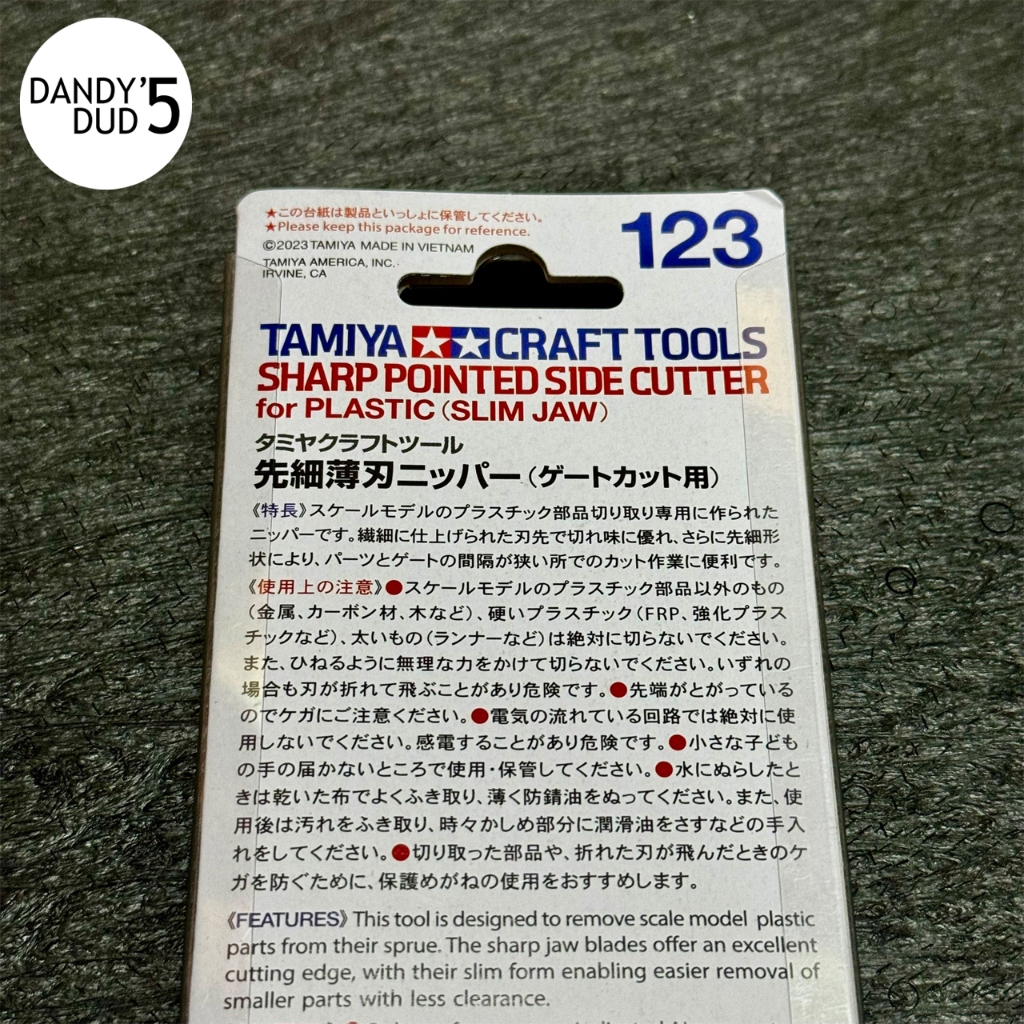 DANDY'5
DUD
★この台紙は製品といっしょに保管してください。
★Please keep this package for reference.
©2023 TAMIYA MADE IN VIETNAM
TAMIYA AMERICA, INC.
IRVINE, CA
123
TAMIYA CRAFT TOOLS
SHARP POINTED SIDE CUTTER
for PLASTIC (SLIM JAW)
タミヤクラフトツール
先細薄刃ニッパー（ゲートカット用）
《特長》スケールモデルのプラスチック部品切り取り専用に作られた
ニッパーです。繊細に仕上げられた刃先で切れ味に優れ、さらに先細形
状により、パーツとゲートの間隔が狭い所でのカット作業に便利です。
《使用上の注意》●スケールモデルのプラスチック部品以外のもの
（金属、カーボン材、木など）、硬いプラスチック（FRP、強化プラス
チックなど）、太いもの（ランナーなど）は絶対に切らないでください。
また、ひねるように無理な力をかけて切らないでください。いずれの
場合も刃が折れて飛ぶことがあり危険です。●先端がとがっている
のでケガにご注意ください。●電気の流れている回路では絶対に使
用しないでください。感電することがあり危険です。●小さな子ども
の手の届かないところで使用・保管してください。●水にぬらしたと
きは乾いた布でよくふき取り、薄く防錆油をぬってください。また、使
用後は汚れをふき取り、時々かしめ部分に潤滑油をさすなどの手入
れをしてください。●切り取った部品や、折れた刃が飛んだときのケ
ガを防ぐために、保護めがねの使用をおすすめします。
《FEATURES》This tool is designed to remove scale model plastic
parts from their sprue. The sharp jaw blades offer an excellent
cutting edge, with their slim form enabling easier removal of
smaller parts with less clearance.